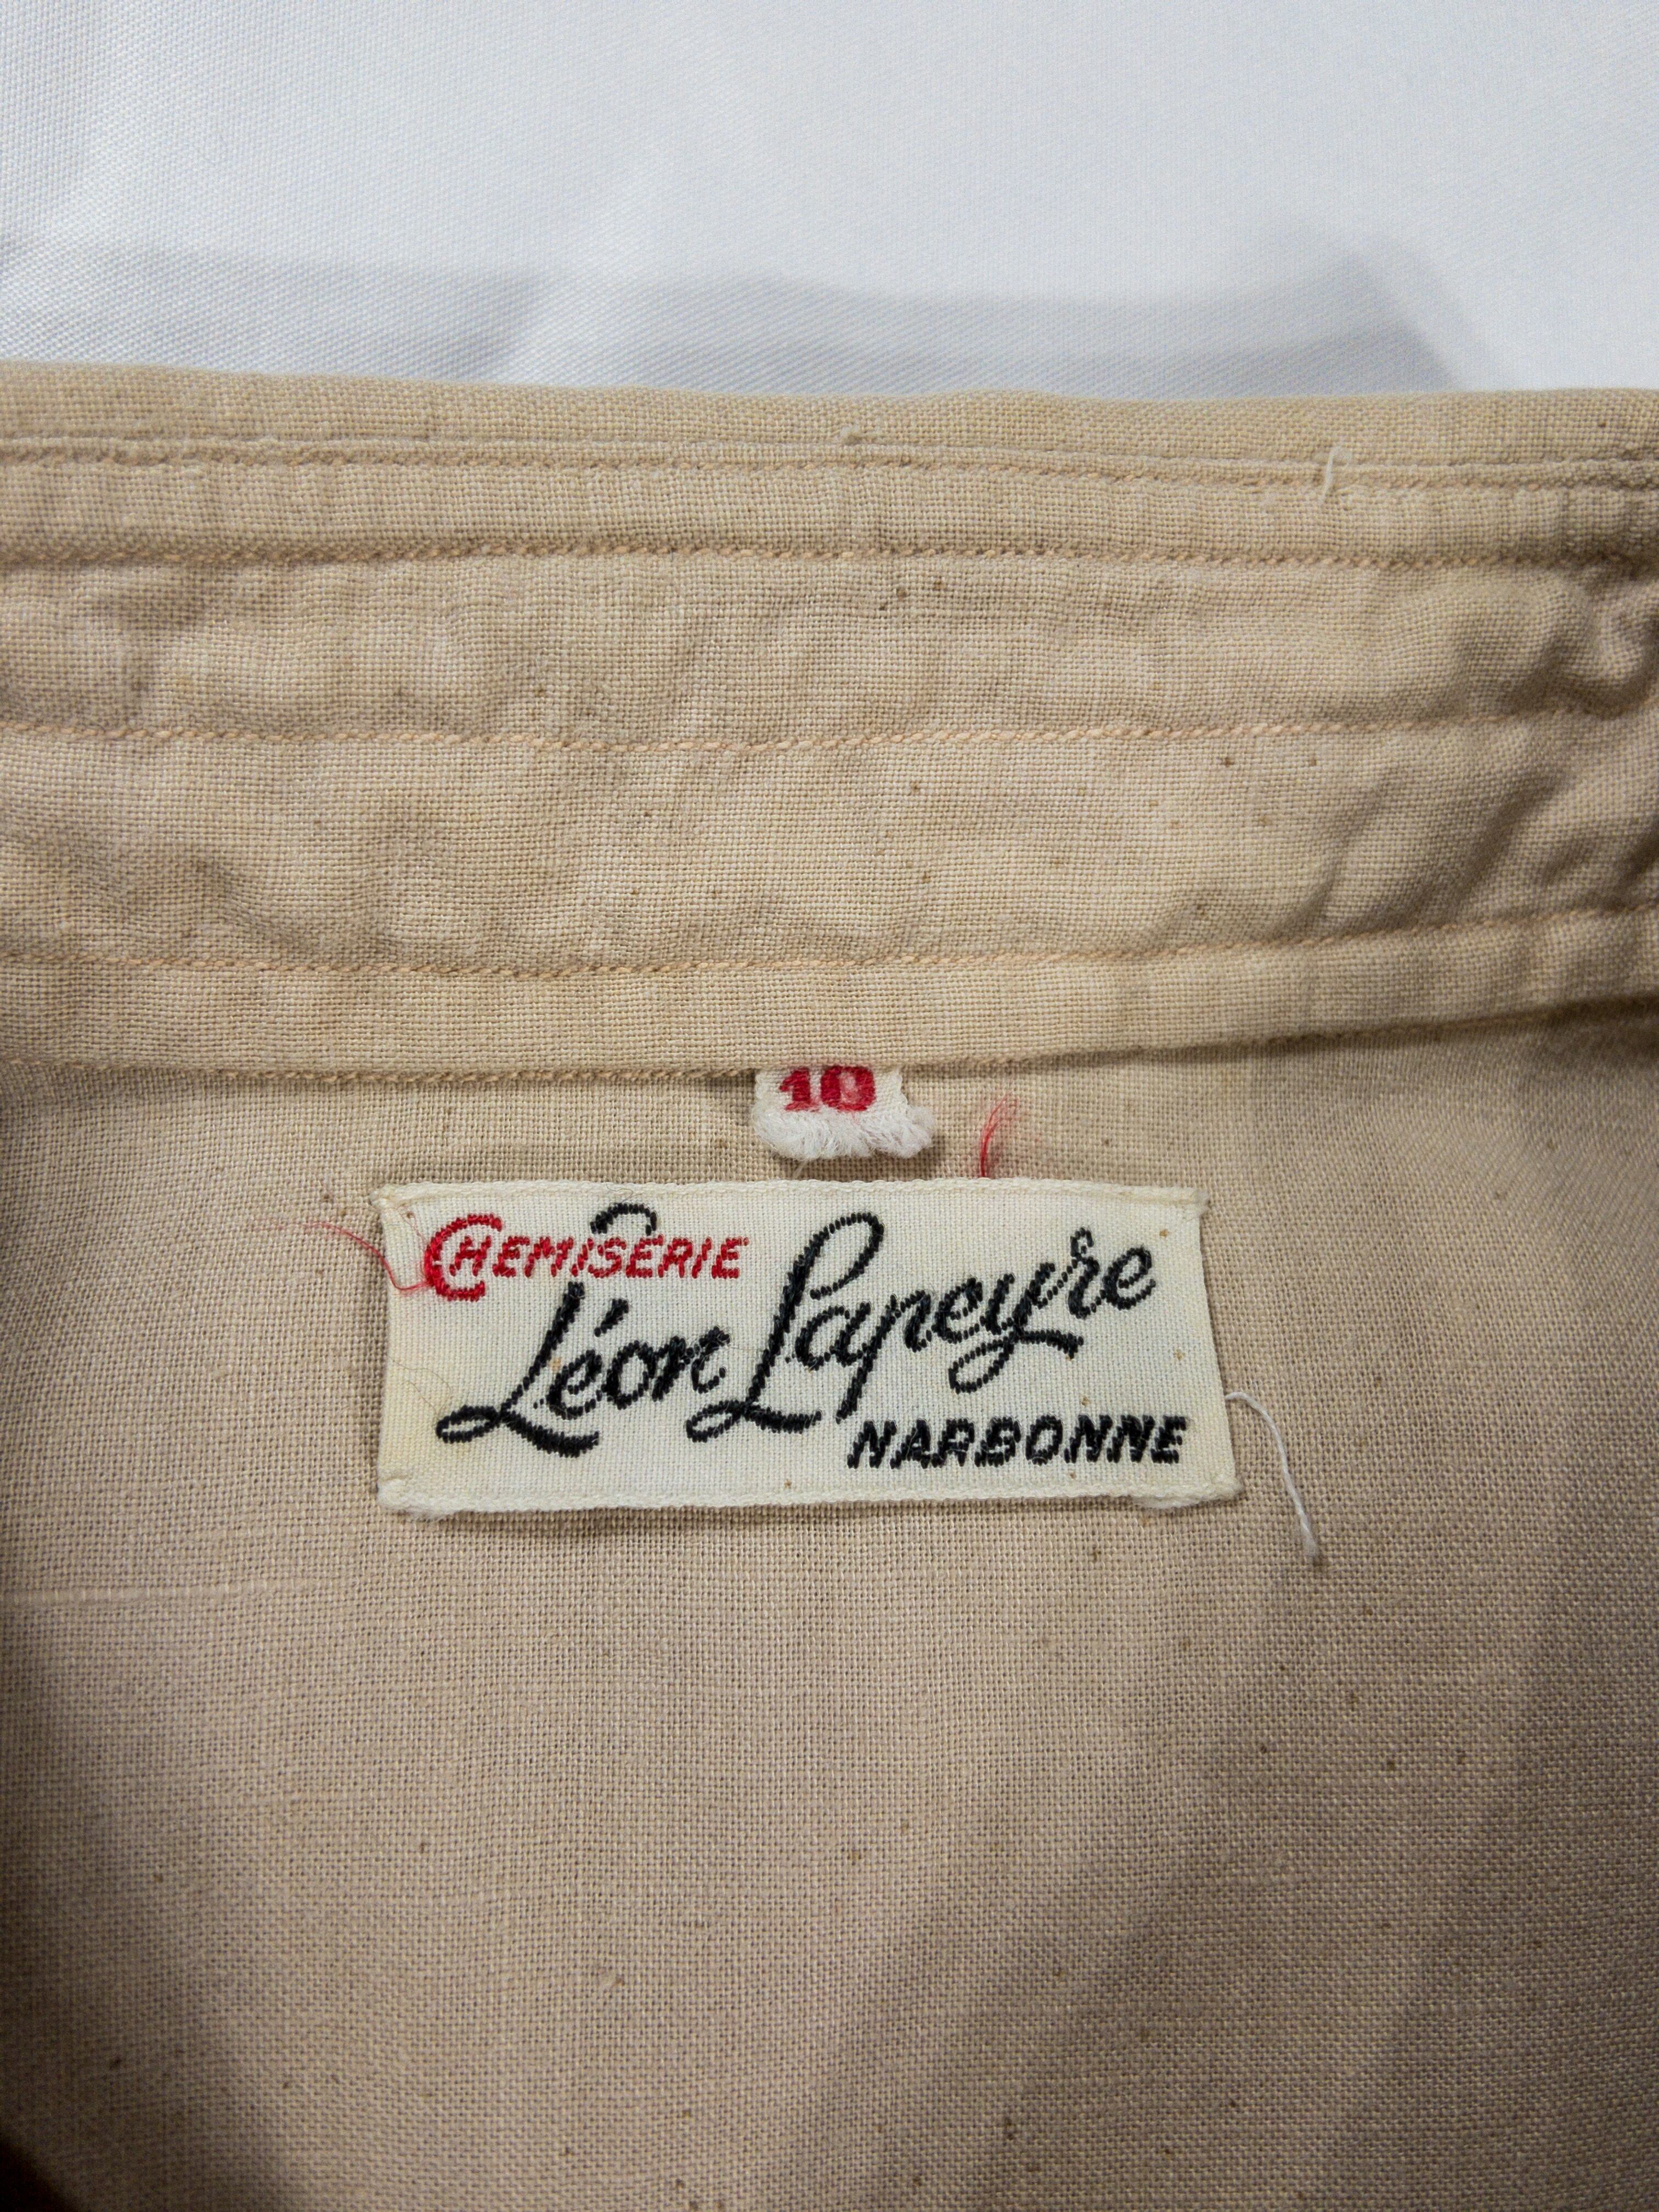 10
CHEMISERIE
Léon Lapeyre
NARBONNE